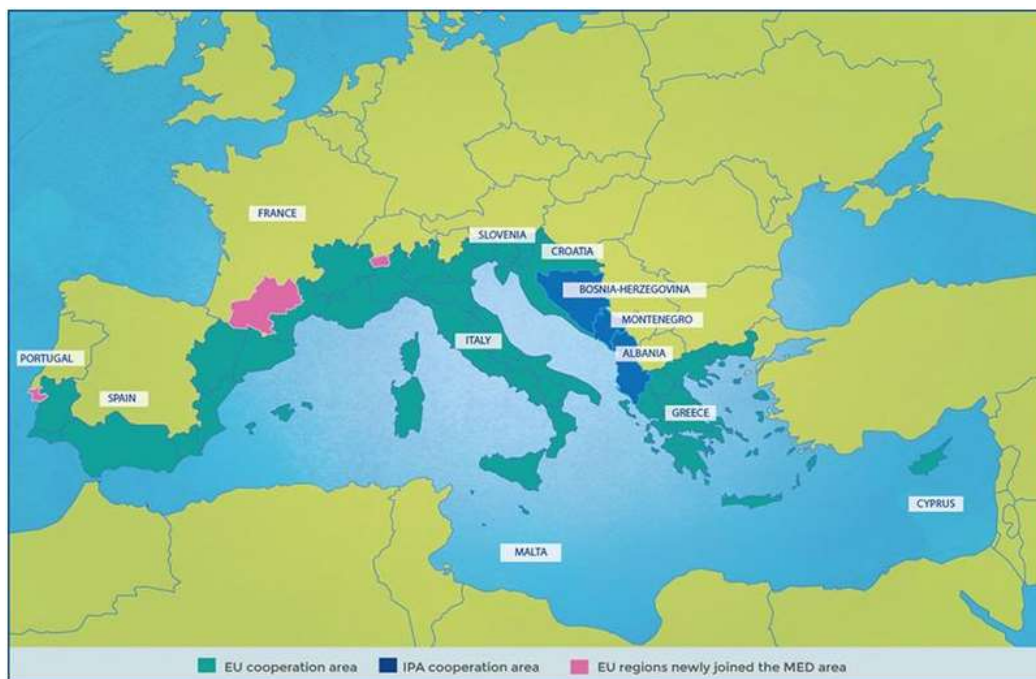 FRANCE
SLOVENIA
CROATIA
BOSNIA-HERZEGOVINA
MONTENEGRO
ITALY
ALBANIA
PORTUGAL
SPAIN
GREECE
CYPRUS
MALTA
EU cooperation area IPA cooperation area EU regions newly joined the MED area